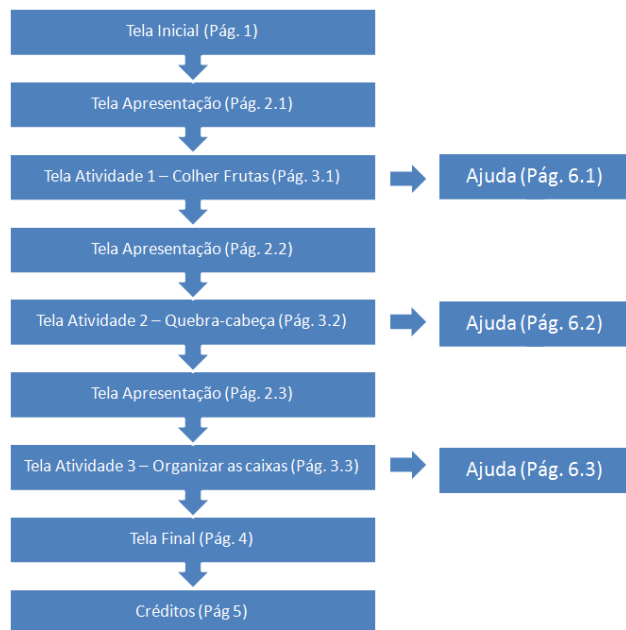 Tela Inicial (Pág. 1)
Tela Apresentação (Pág. 2.1)
Tela Atividade 1 – Colher Frutas (Pág. 3.1)
Ajuda (Pág. 6.1)
Tela Apresentação (Pág. 2.2)
Tela Atividade 2 – Quebra-cabeça (Pág. 3.2)
Ajuda (Pág. 6.2)
Tela Apresentação (Pág. 2.3)
Tela Atividade 3 – Organizar as caixas (Pág. 3.3)
Ajuda (Pág. 6.3)
Tela Final (Pág. 4)
Créditos (Pág 5)